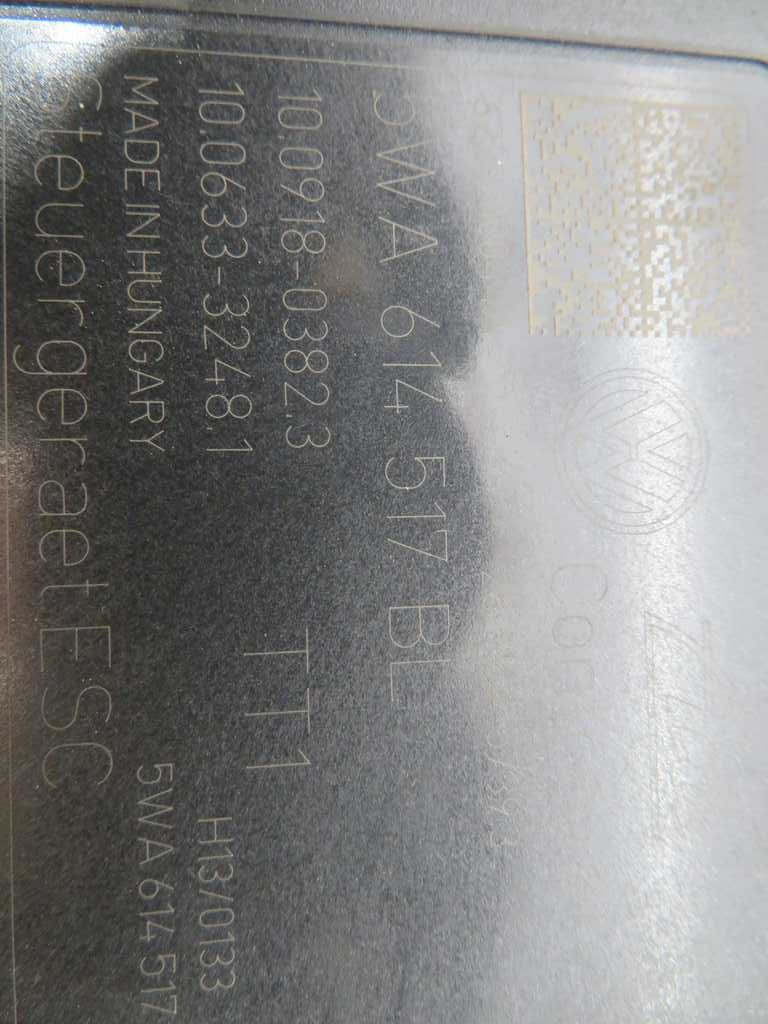 5WA 614 517 BL
10.0918-0382.3
10.0633-3248.1
TT1
MADE IN HUNGARY
H13/0133
5WA 614 517
Steuergeraet ESC